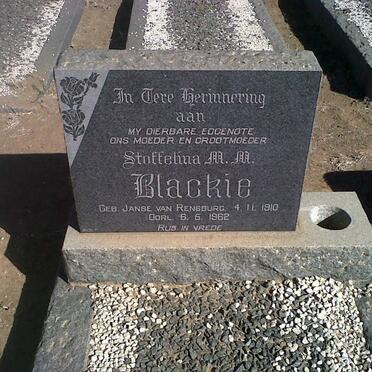 In Tere Herinnering
aan
MY DIERBARE EGGENOTE
ONS MOEDER EN GROOTMOEDER
Stoffelina M. M.
Blackie
GEB. JANSE VAN RENSBURG. 4. 11. 1910
OORL. 6. 5. 1962
RUS IN VREDE